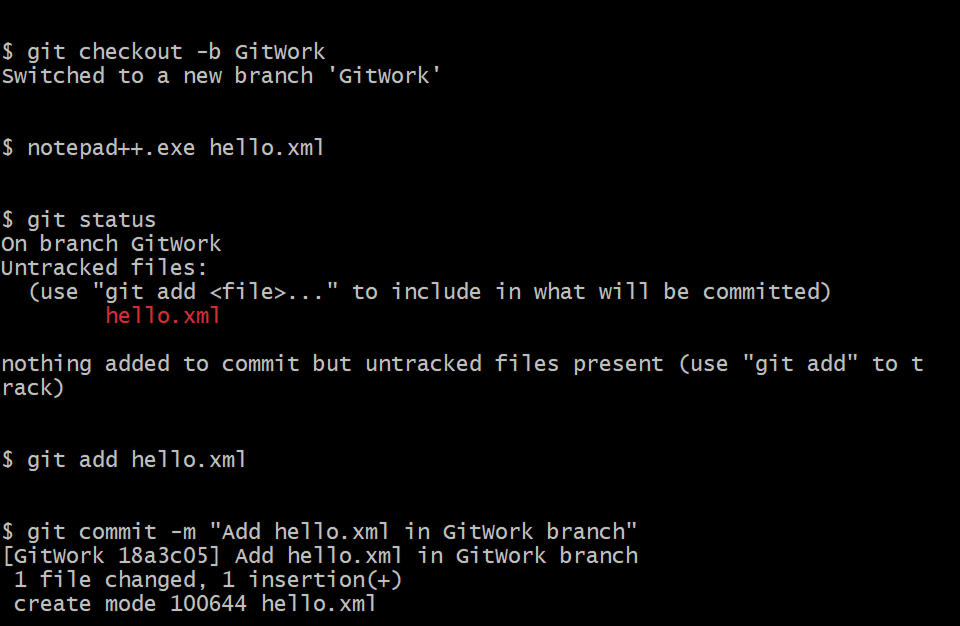 $ git checkout -b GitWork
Switched to a new branch 'GitWork'
$ notepad++.exe hello.xml
$ git status
On branch GitWork
Untracked files:
  (use "git add <file>..." to include in what will be committed)
        hello.xml
nothing added to commit but untracked files present (use "git add" to t
rack)
$ git add hello.xml
$ git commit -m "Add hello.xml in GitWork branch"
[GitWork 18a3c05] Add hello.xml in GitWork branch
 1 file changed, 1 insertion(+)
 create mode 100644 hello.xml